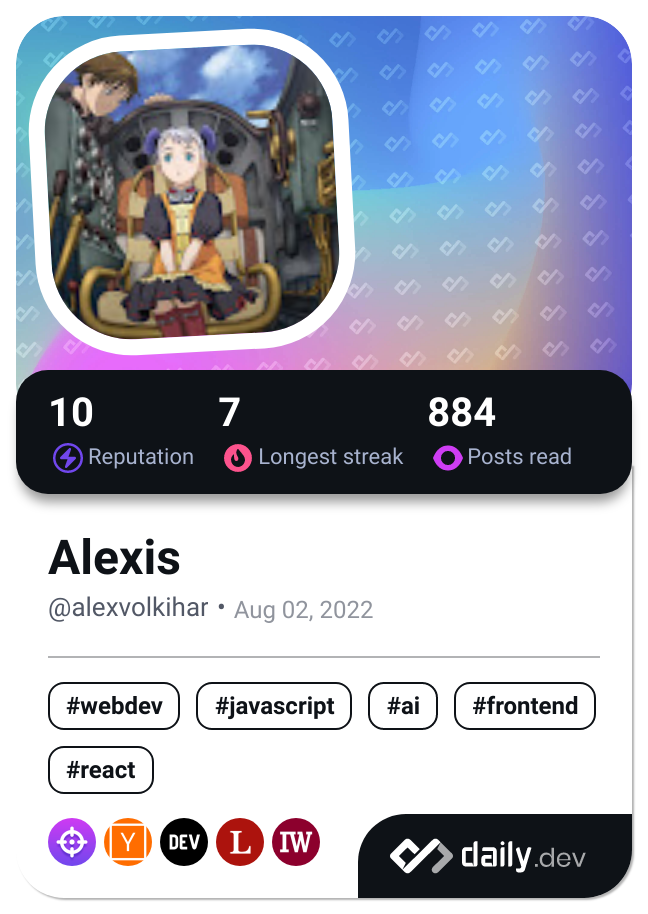 10 7 884
Reputation Longest streak Posts read
Alexis
@alexvolkihar • Aug 02, 2022
#webdev #javascript #ai #frontend
#react
Y DEV L IW daily.dev